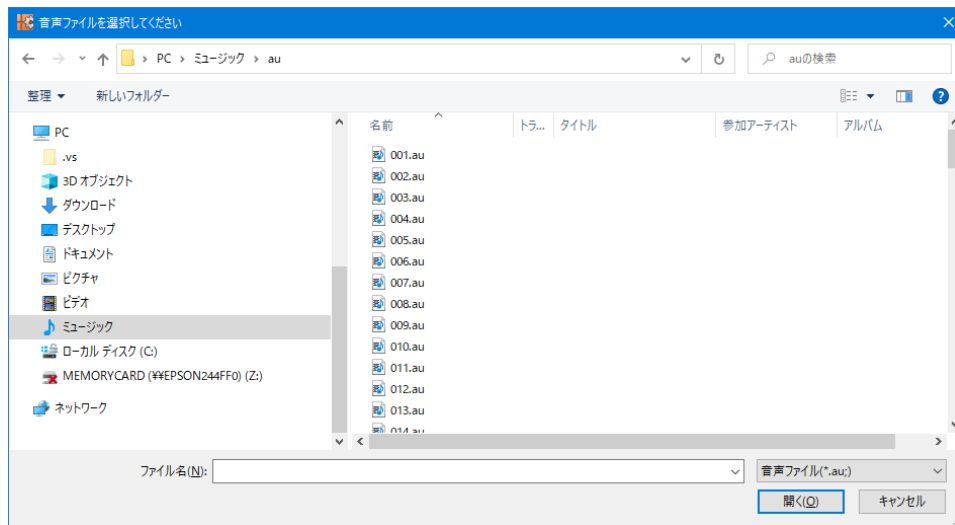 音声ファイルを選択してください
PC › ミュージック › au
auの検索
整理
新しいフォルダー
PC
.vs
3D オブジェクト
ダウンロード
デスクトップ
ドキュメント
ピクチャ
ビデオ
ミュージック
ローカル ディスク (C:)
MEMORYCARD (¥¥EPSON244FF0) (Z:)
ネットワーク
名前 トラ... タイトル 参加アーティスト アルバム
001.au
002.au
003.au
004.au
005.au
006.au
007.au
008.au
009.au
010.au
011.au
012.au
013.au
014.au
ファイル名(N):
音声ファイル(*.au;)
開く(O) キャンセル